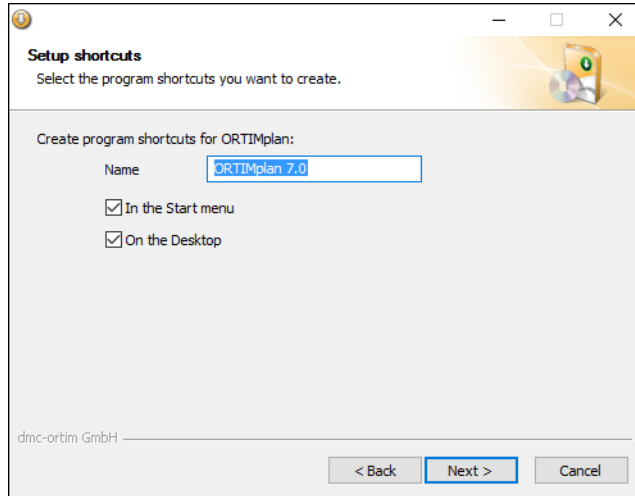 Setup shortcuts
Select the program shortcuts you want to create.
Create program shortcuts for ORTIMplan:
Name ORTIMplan 7.0
In the Start menu
On the Desktop
dmc-ortim GmbH
< Back Next > Cancel